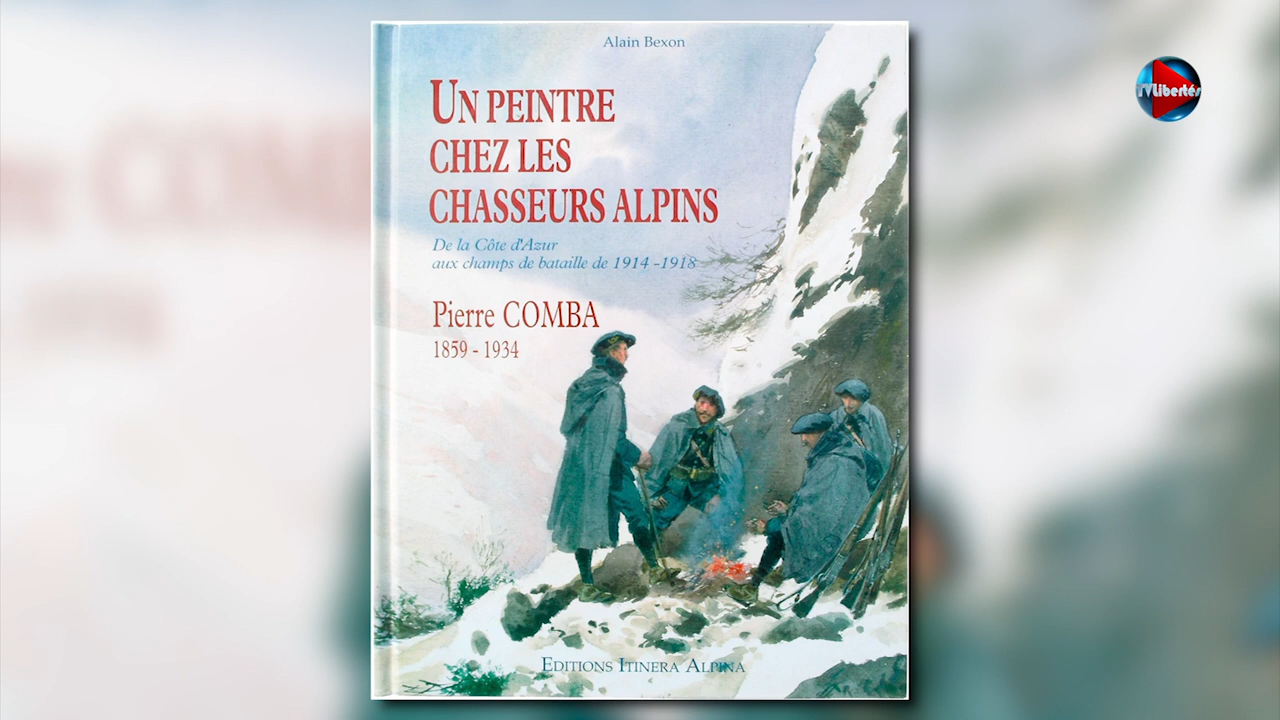 Alain Bexon
UN PEINTRE
CHEZ LES
CHASSEURS ALPINS
De la Côte d'Azur
aux champs de bataille de 1914 -1918
Pierre COMBA
1859 - 1934
EDITIONS ITINERA ALPINA
TVLibertés